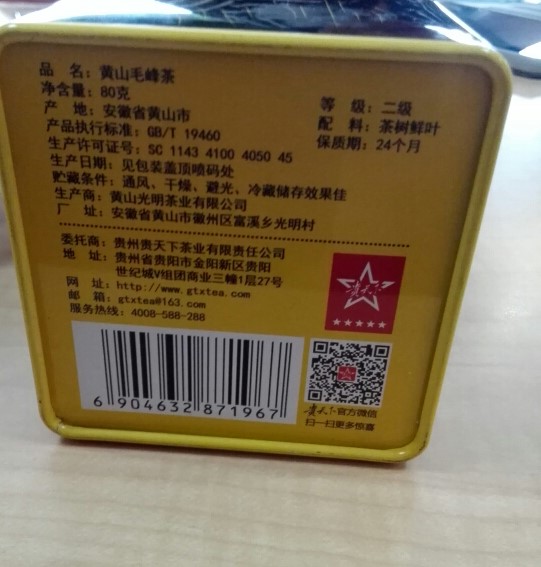 品　名：黄山毛峰茶
净含量：80克
产　地：安徽省黄山市
等　级：二级
产品执行标准：GB/T 19460
配　料：茶树鲜叶
生产许可证号：SC 1143 4100 4050 45
保质期：24个月
生产日期：见包装盖顶喷码处
贮藏条件：通风、干燥、避光、冷藏储存效果佳
生产商：黄山光明茶业有限公司
厂　址：安徽省黄山市徽州区富溪乡光明村
委托商：贵州贵天下茶业有限责任公司
地　址：贵州省贵阳市金阳新区贵阳
世纪城V组团商业三幢1层27号
网　址：http://www.gtxtea.com
邮　箱：gtxtea@163.com
服务热线：4008-588-288
贵天下
6 904632 871967
贵天下官方微信
扫一扫更多惊喜